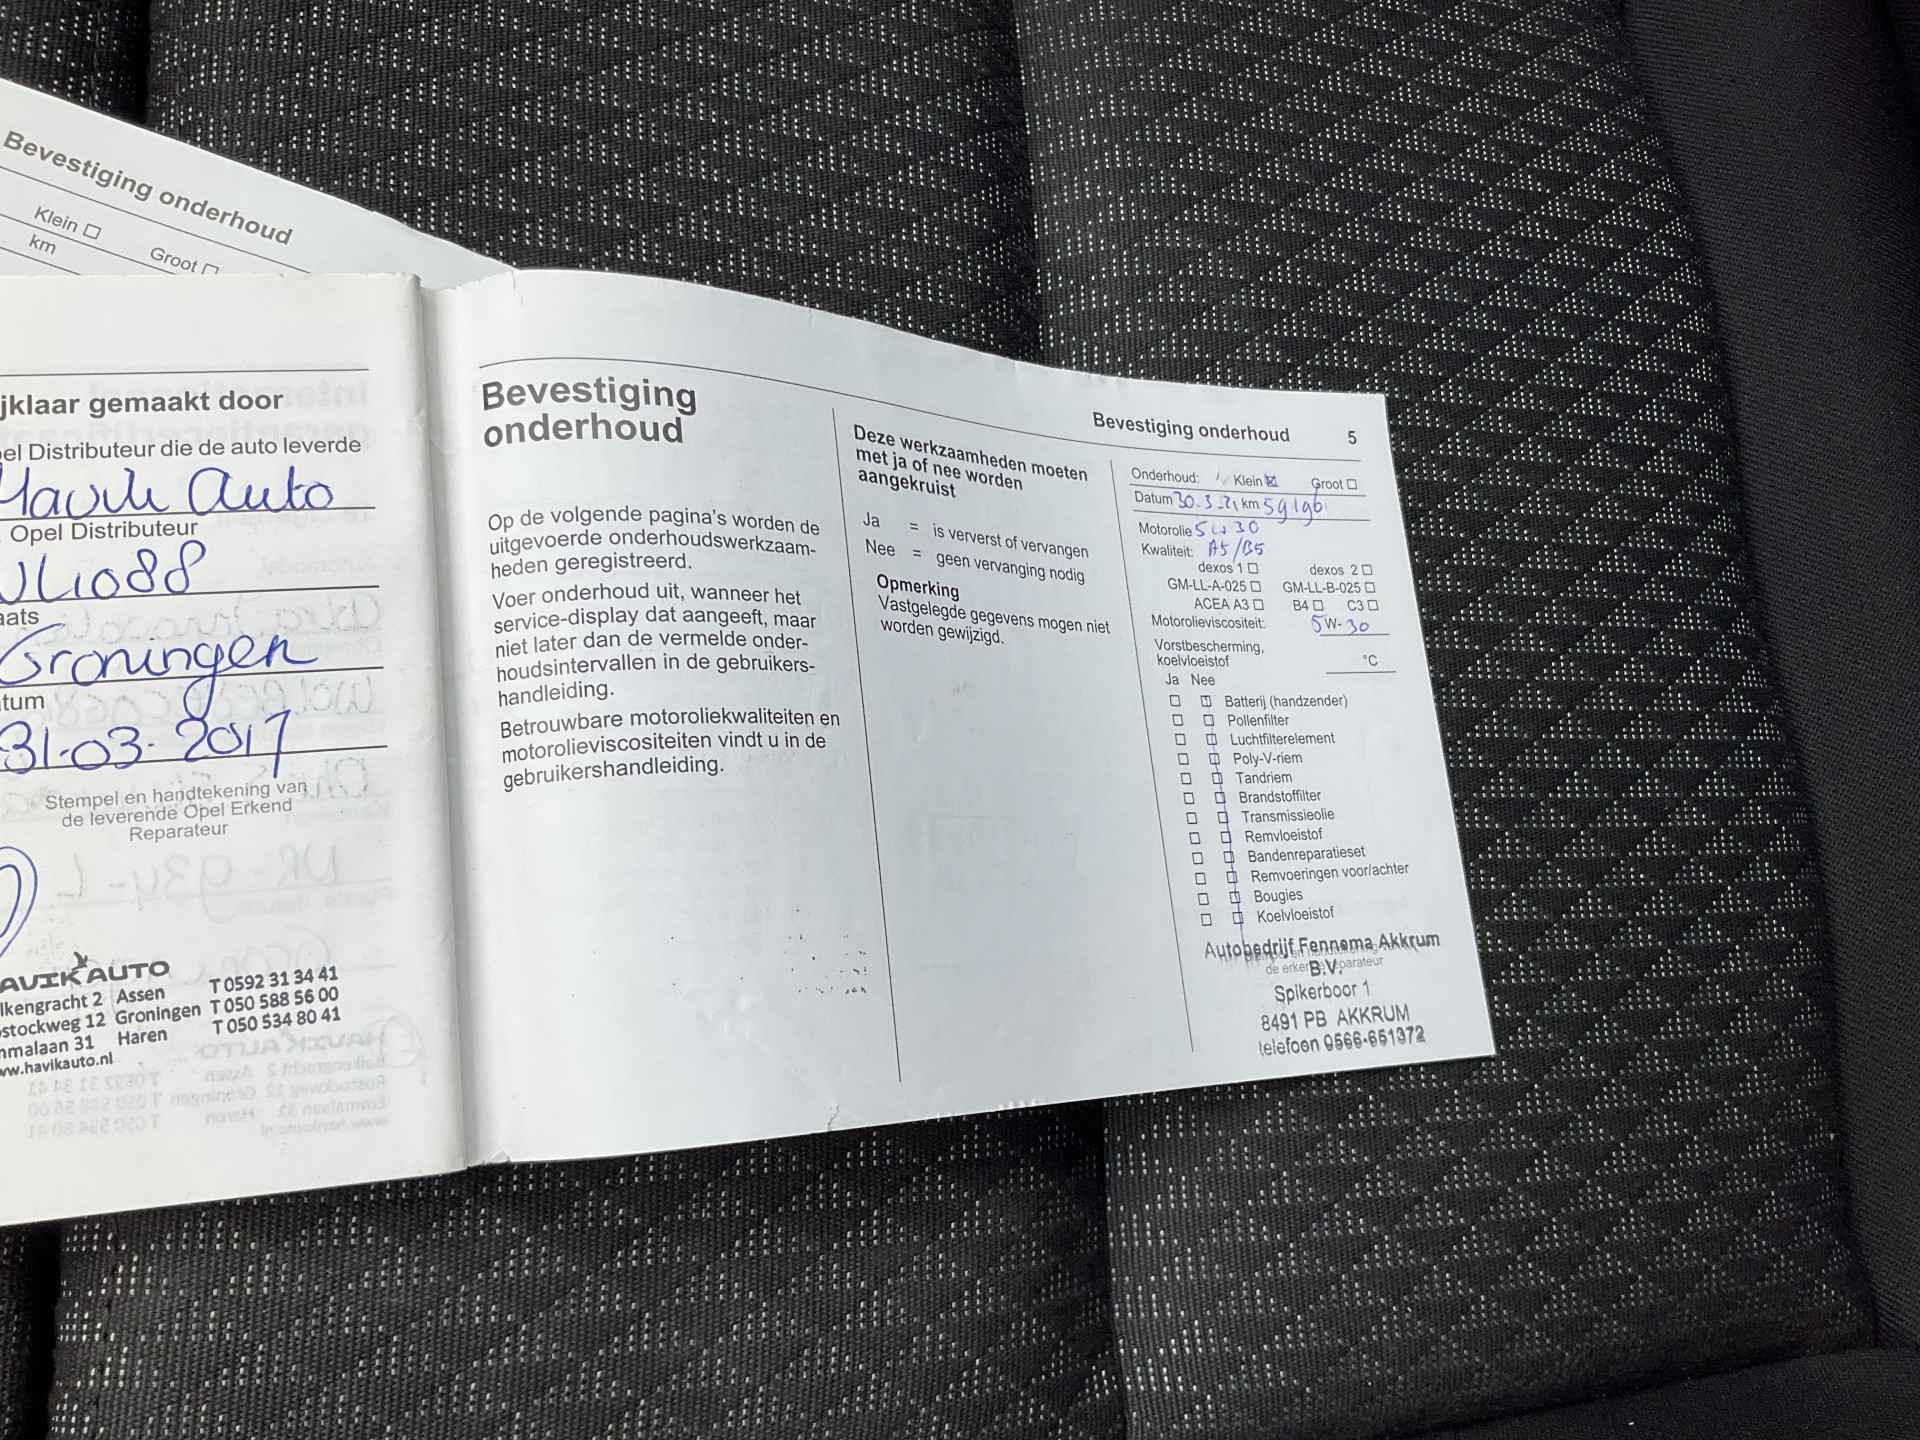 Bevestiging onderhoud
Klein Groot
km
jklaar gemaakt door
el Distributeur die de auto leverde
Havik Auto
Opel Distributeur
NL1088
aats
Groningen
tum
31-03-2017
Stempel en handtekening van
de leverende Opel Erkend
Reparateur
AVIK AUTO
lkengracht 2 Assen T 0592 31 34 41
stockweg 12 Groningen T 050 588 56 00
mmalaan 31 Haren T 050 534 80 41
ww.havikauto.nl
Bevestiging
onderhoud
Op de volgende pagina's worden de
uitgevoerde onderhoudswerkzaam-
heden geregistreerd.
Voer onderhoud uit, wanneer het
service-display dat aangeeft, maar
niet later dan de vermelde onder-
houdsintervallen in de gebruikers-
handleiding.
Betrouwbare motoroliekwaliteiten en
motorolieviscositeiten vindt u in de
gebruikershandleiding.
Bevestiging onderhoud 5
Deze werkzaamheden moeten
met ja of nee worden
aangekruist
Ja = is ververst of vervangen
Nee = geen vervanging nodig
Opmerking
Vastgelegde gegevens mogen niet
worden gewijzigd.
Onderhoud: Klein Groot
Datum 30-3-21 km 59196
Motorolie 5w30
Kwaliteit: A5/B5
dexos 1 dexos 2
GM-LL-A-025 GM-LL-B-025
ACEA A3 B4 C3
Motorolieviscositeit: 5W-30
Vorstbescherming,
koelvloeistof °C
Ja Nee
Batterij (handzender)
Pollenfilter
Luchtfilterelement
Poly-V-riem
Tandriem
Brandstoffilter
Transmissieolie
Remvloeistof
Bandenreparatieset
Remvoeringen voor/achter
Bougies
Koelvloeistof
Autobedrijf Fennema Akkrum
B.V.
Spikerboor 1
8491 PB AKKRUM
telefoon 0566-651372